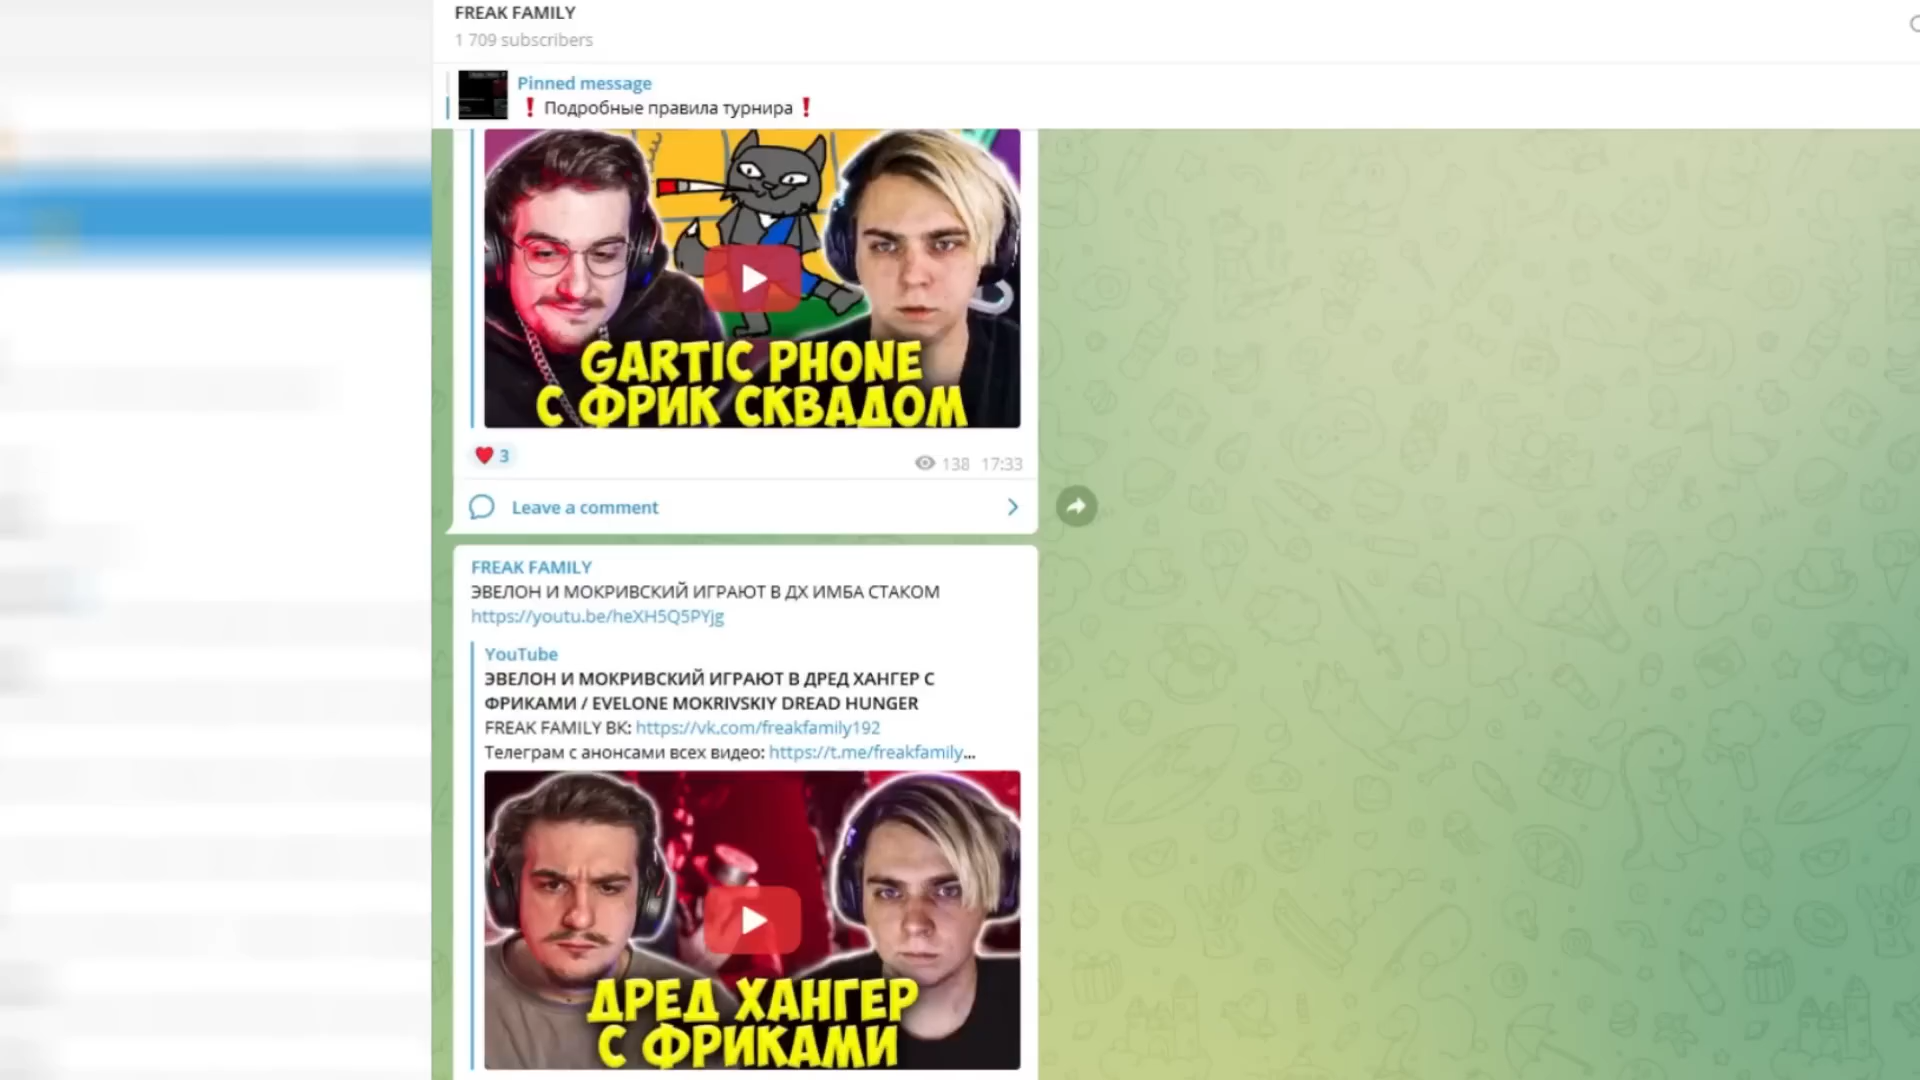 FREAK FAMILY
1 709 subscribers
Pinned message
❗ Подробные правила турнира ❗
GARTIC PHONE
С ФРИК СКВАДОМ
❤ 3
138 17:33
Leave a comment
FREAK FAMILY
ЭВЕЛОН И МОКРИВСКИЙ ИГРАЮТ В ДХ ИМБА СТАКОМ
https://youtu.be/heXH5Q5PYjg
YouTube
ЭВЕЛОН И МОКРИВСКИЙ ИГРАЮТ В ДРЕД ХАНГЕР С
ФРИКАМИ / EVELONE MOKRIVSKIY DREAD HUNGER
FREAK FAMILY ВК: https://vk.com/freakfamily192
Телеграм с анонсами всех видео: https://t.me/freakfamily...
ДРЕД ХАНГЕР
С ФРИКАМИ